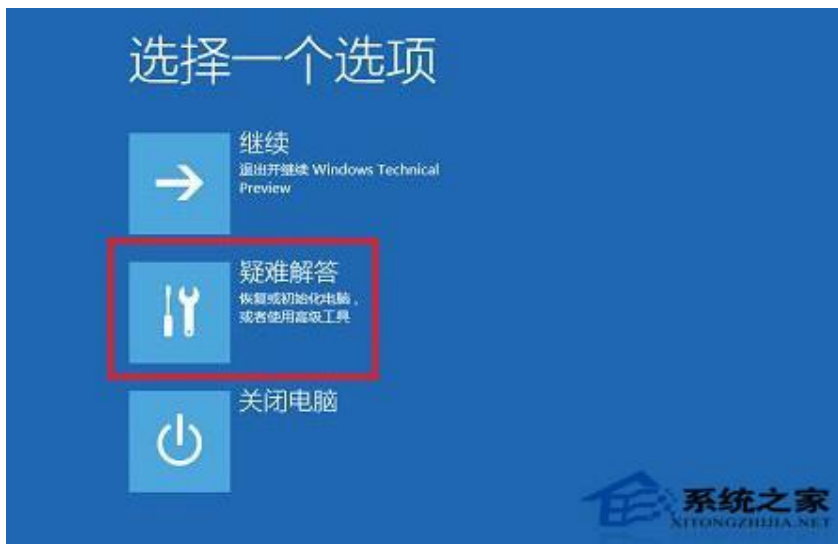 选择一个选项
继续
退出并继续 Windows Technical
Preview
疑难解答
恢复或初始化电脑，
或者使用高级工具
关闭电脑
系统之家
XITONGZHIJIA.NET